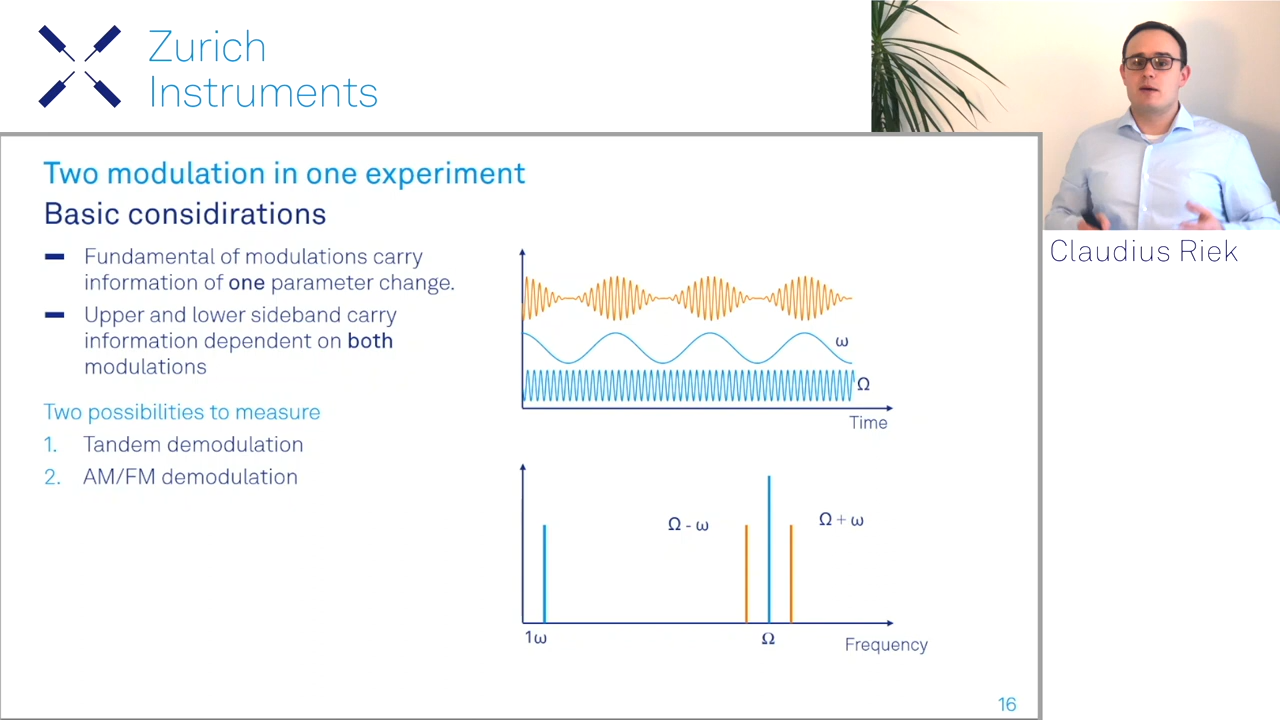 Zurich
Instruments
Claudius Riek
Two modulation in one experiment
Basic considirations
Fundamental of modulations carry
information of one parameter change.
Upper and lower sideband carry
information dependent on both
modulations
Two possibilities to measure
1. Tandem demodulation
2. AM/FM demodulation
ω
Ω
Time
Ω - ω
Ω + ω
1ω
Ω
Frequency
16